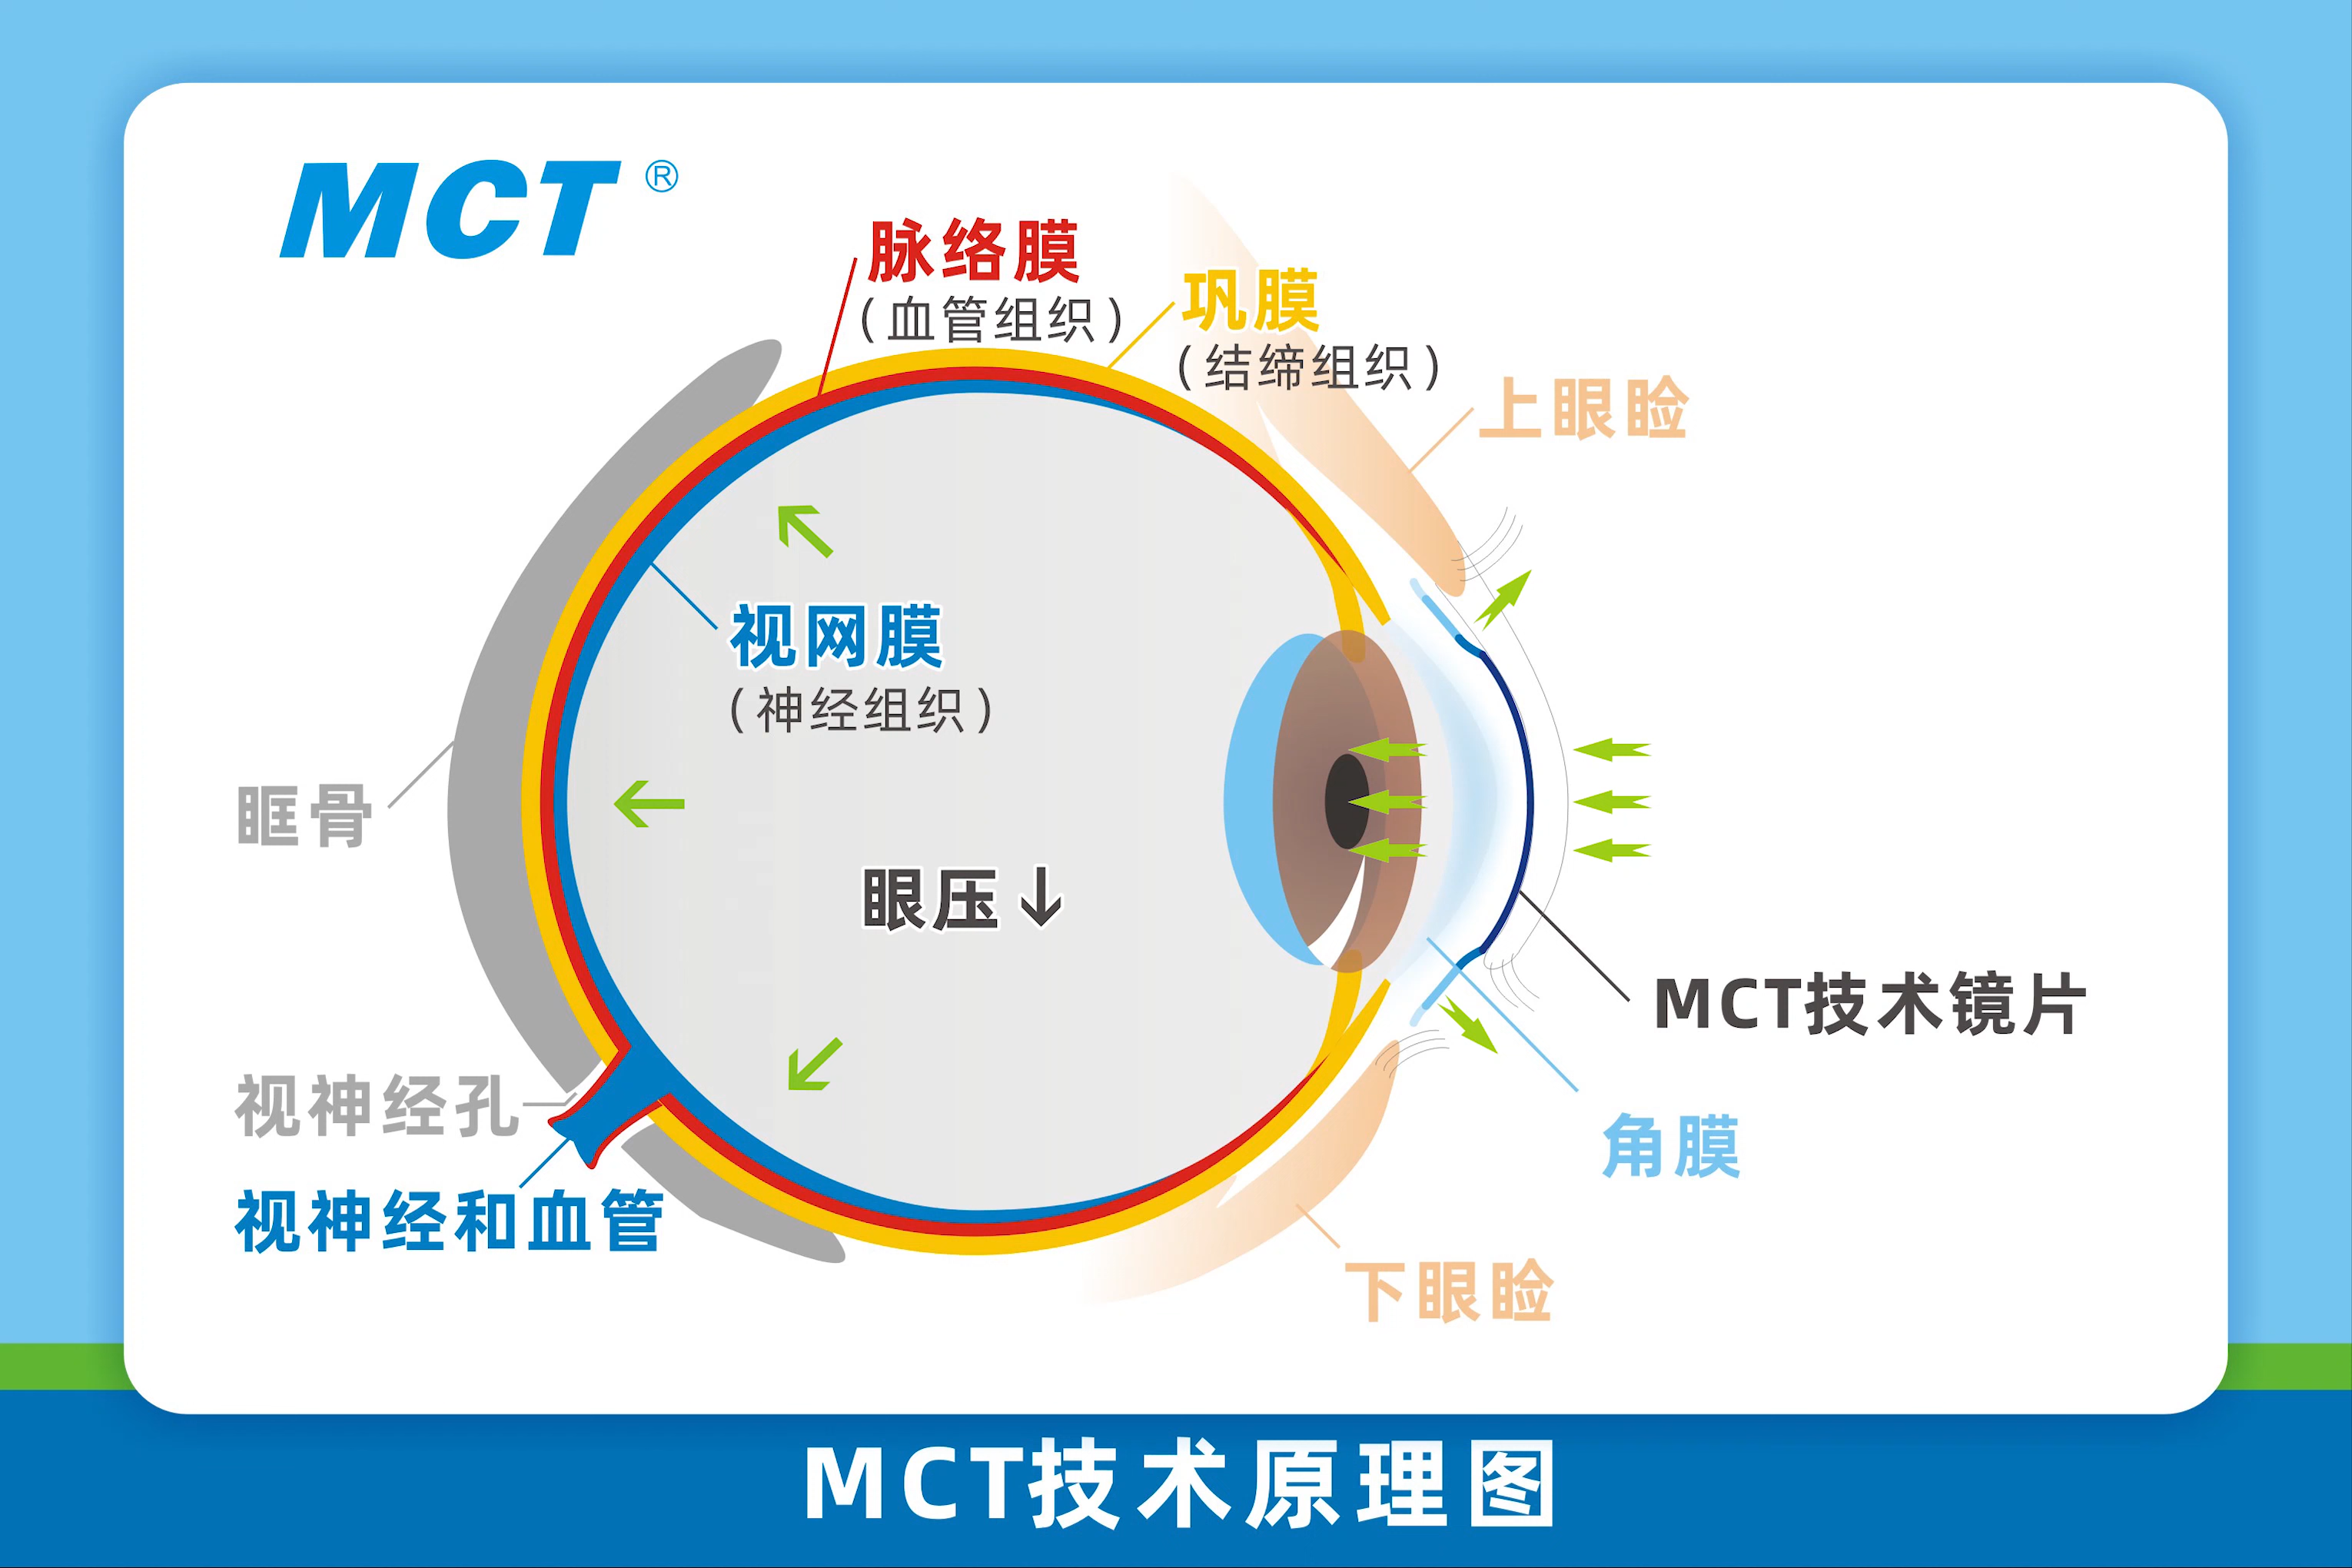 MCT®
脉络膜
(血管组织)
巩膜
(结缔组织)
上眼睑
视网膜
(神经组织)
眶骨
眼压↓
MCT技术镜片
视神经孔
角膜
视神经和血管
下眼睑
MCT技术原理图